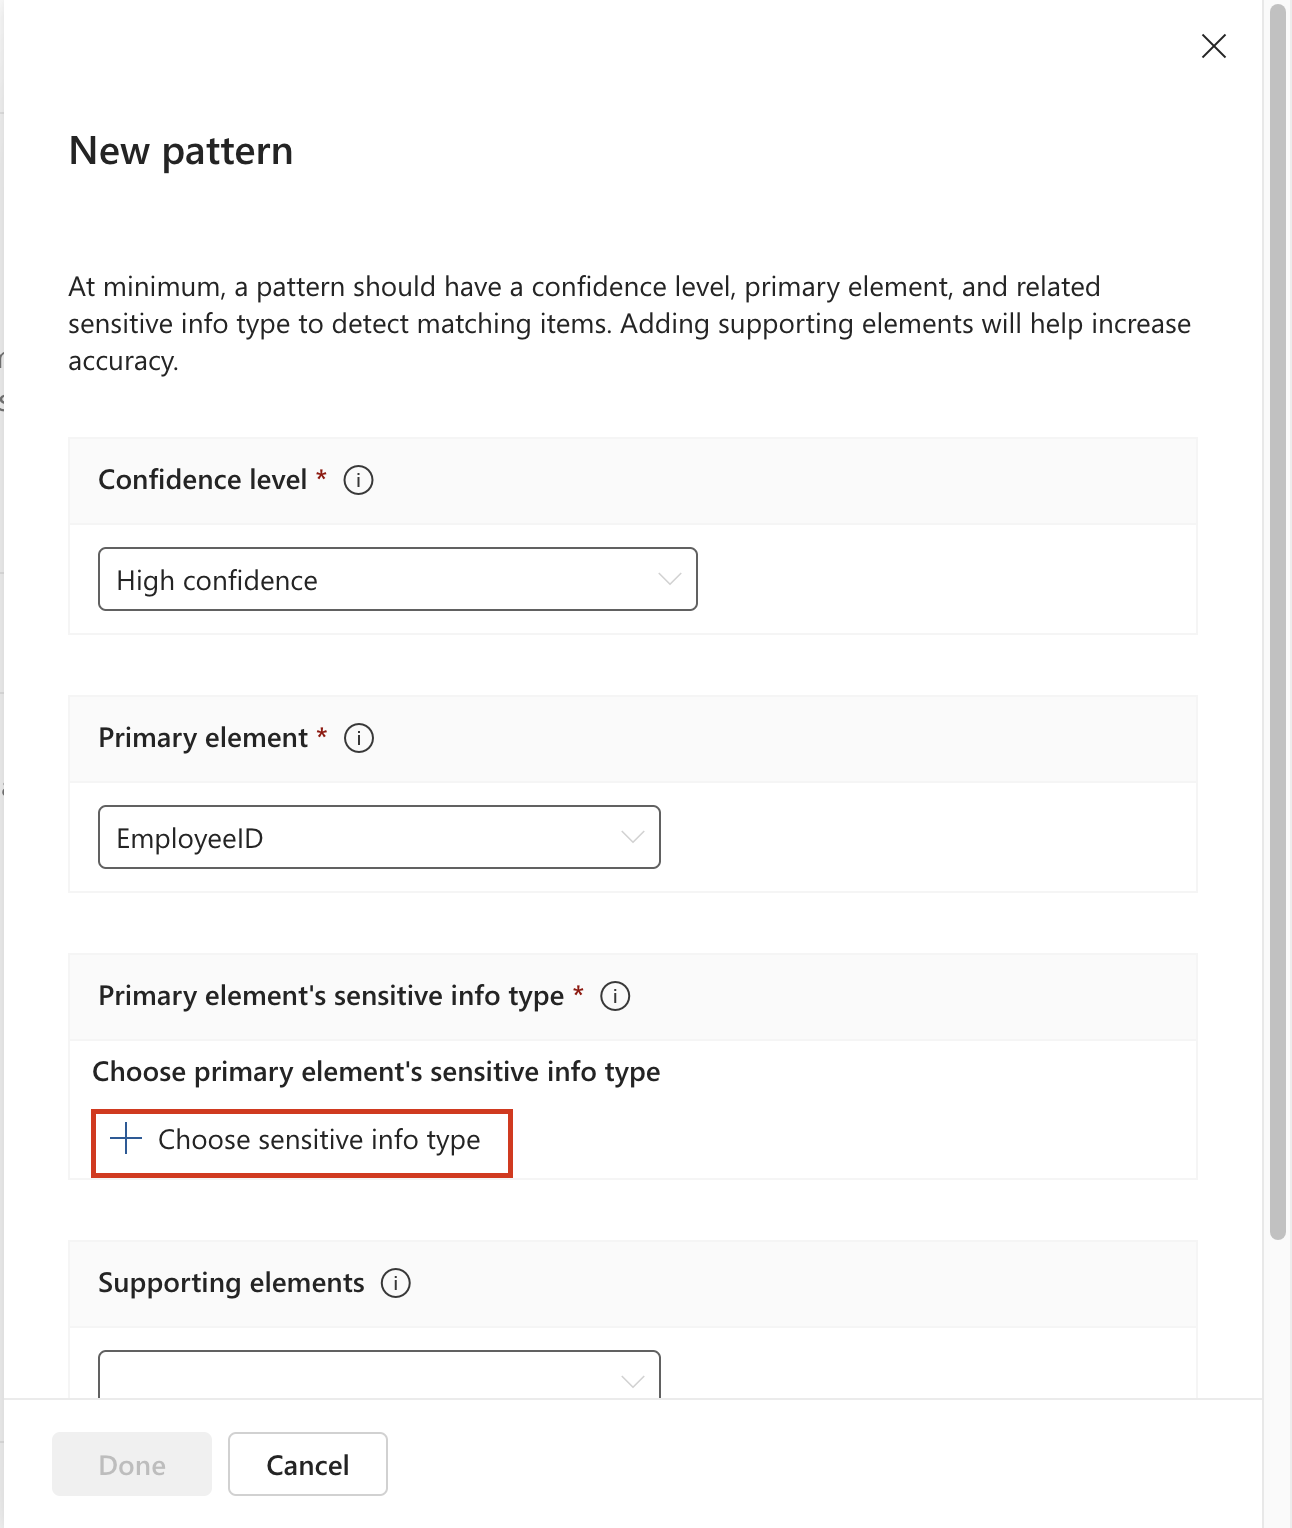 New pattern
At minimum, a pattern should have a confidence level, primary element, and related
sensitive info type to detect matching items. Adding supporting elements will help increase
accuracy.
Confidence level *
High confidence
Primary element *
EmployeeID
Primary element's sensitive info type *
Choose primary element's sensitive info type
Choose sensitive info type
Supporting elements
Done
Cancel